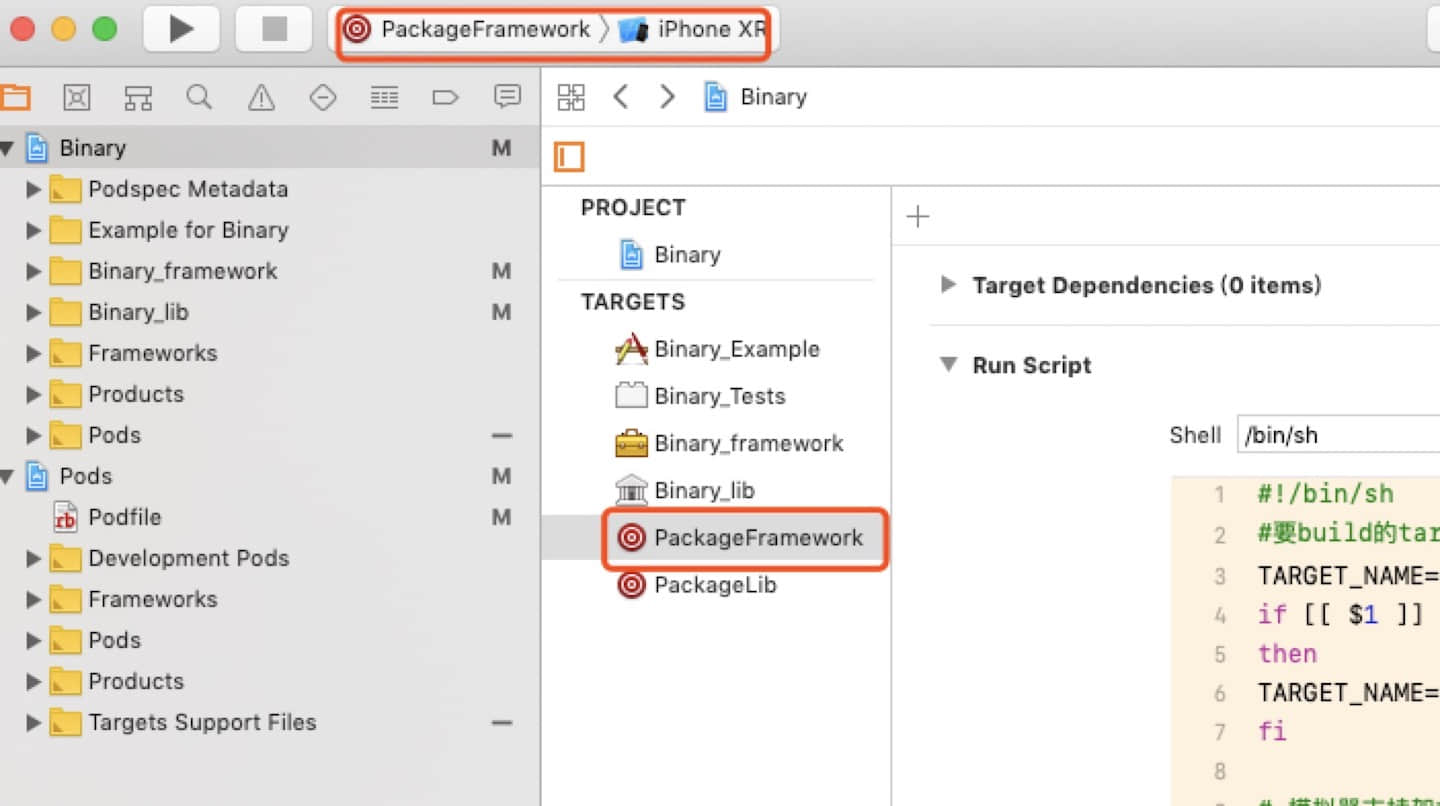 PackageFramework 〉 iPhone XR
Binary
Binary M
Podspec Metadata
Example for Binary
Binary_framework M
Binary_lib M
Frameworks
Products
Pods
Pods M
Podfile M
Development Pods
Frameworks
Pods
Products
Targets Support Files
PROJECT
Binary
TARGETS
Binary_Example
Binary_Tests
Binary_framework
Binary_lib
PackageFramework
PackageLib
Target Dependencies (0 items)
Run Script
Shell /bin/sh
1 #!/bin/sh
2 #要build的tar
3 TARGET_NAME=
4 if [[ $1 ]]
5 then
6 TARGET_NAME=
7 fi
8